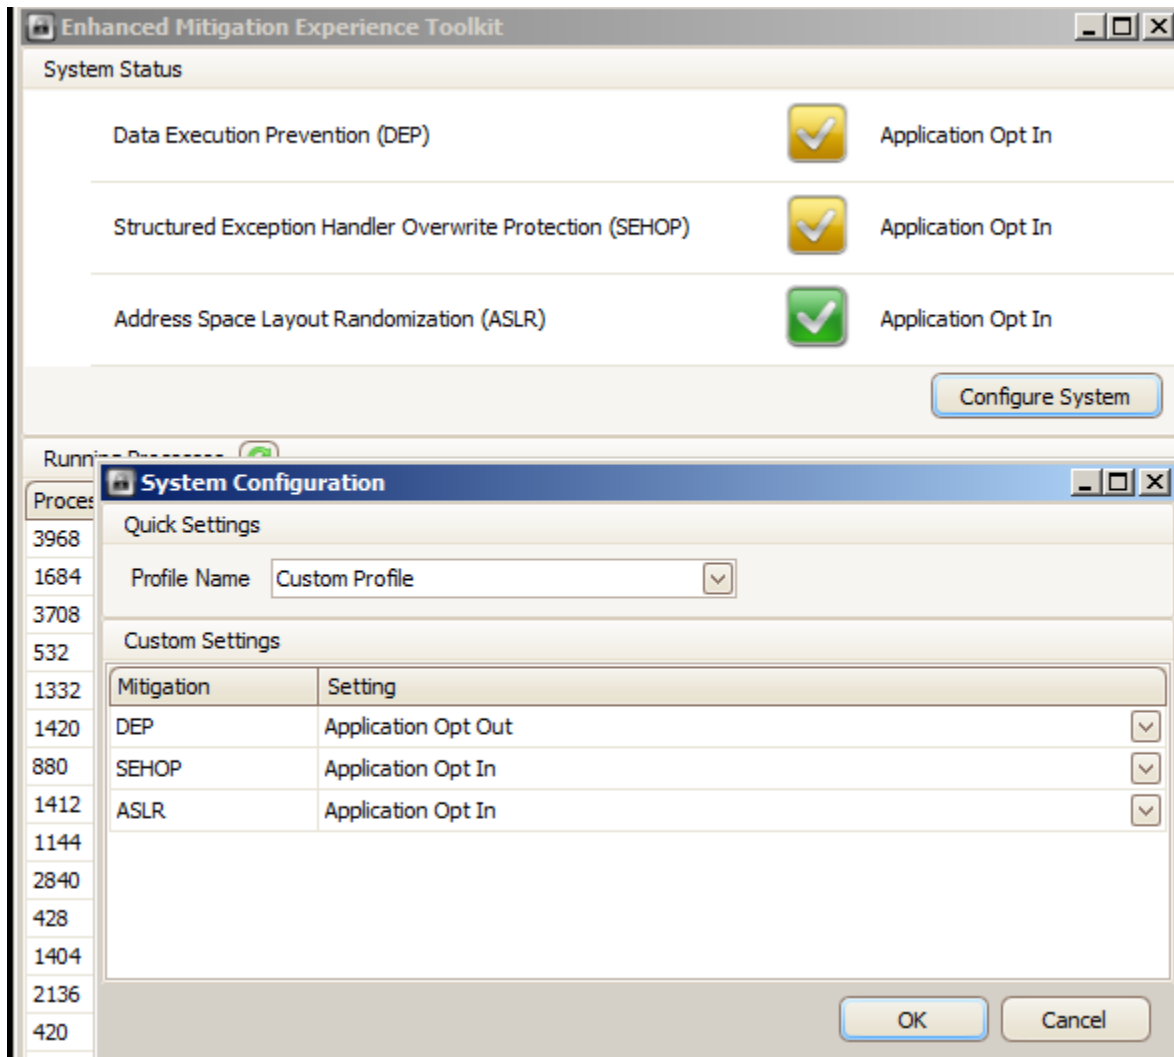 Enhanced Mitigation Experience Toolkit
System Status
Data Execution Prevention (DEP) Application Opt In
Structured Exception Handler Overwrite Protection (SEHOP) Application Opt In
Address Space Layout Randomization (ASLR) Application Opt In
Configure System
System Configuration
Quick Settings
Profile Name Custom Profile
Custom Settings
Mitigation Setting
DEP Application Opt Out
SEHOP Application Opt In
ASLR Application Opt In
OK Cancel
3968
1684
3708
532
1332
1420
880
1412
1144
2840
428
1404
2136
420